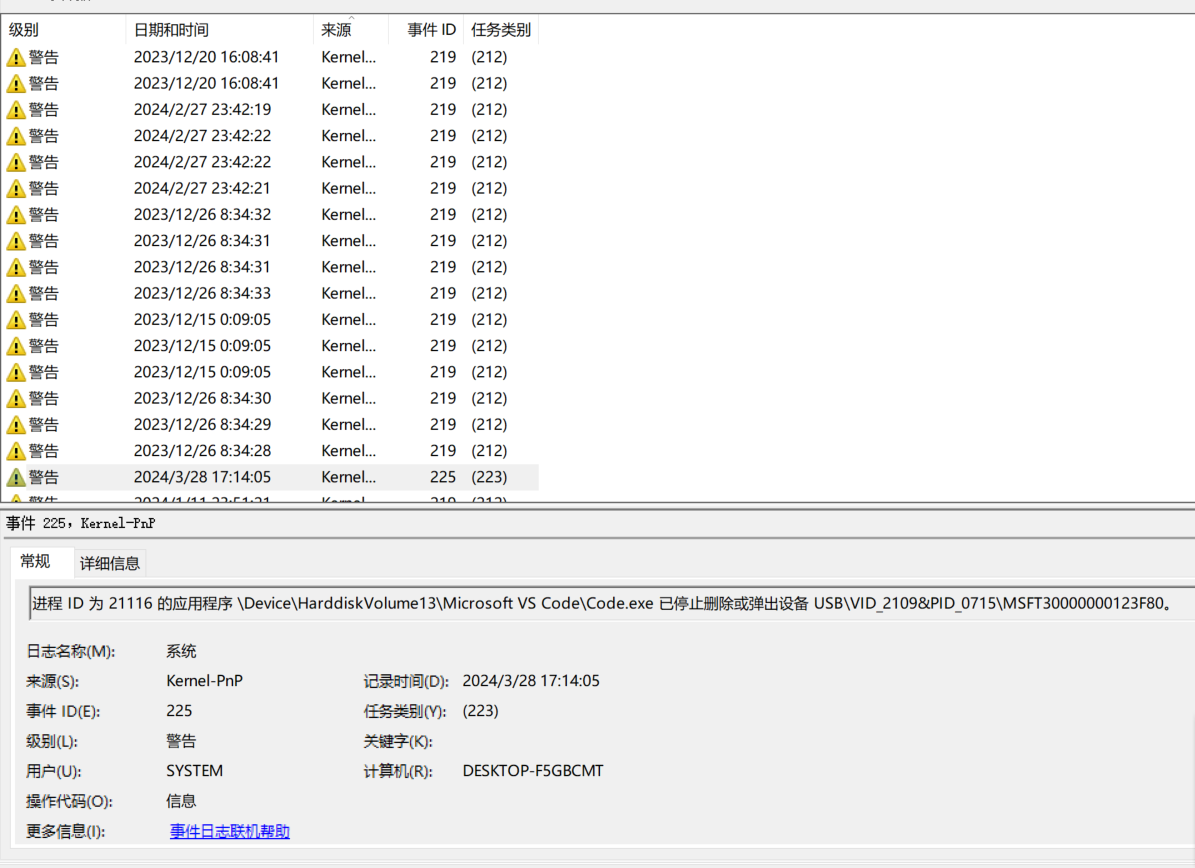 级别 日期和时间 来源 事件 ID 任务类别
警告 2023/12/20 16:08:41 Kernel... 219 (212)
警告 2023/12/20 16:08:41 Kernel... 219 (212)
警告 2024/2/27 23:42:19 Kernel... 219 (212)
警告 2024/2/27 23:42:22 Kernel... 219 (212)
警告 2024/2/27 23:42:22 Kernel... 219 (212)
警告 2024/2/27 23:42:21 Kernel... 219 (212)
警告 2023/12/26 8:34:32 Kernel... 219 (212)
警告 2023/12/26 8:34:31 Kernel... 219 (212)
警告 2023/12/26 8:34:31 Kernel... 219 (212)
警告 2023/12/26 8:34:33 Kernel... 219 (212)
警告 2023/12/15 0:09:05 Kernel... 219 (212)
警告 2023/12/15 0:09:05 Kernel... 219 (212)
警告 2023/12/15 0:09:05 Kernel... 219 (212)
警告 2023/12/26 8:34:30 Kernel... 219 (212)
警告 2023/12/26 8:34:29 Kernel... 219 (212)
警告 2023/12/26 8:34:28 Kernel... 219 (212)
警告 2024/3/28 17:14:05 Kernel... 225 (223)
事件 225，Kernel-PnP
常规 详细信息
进程 ID 为 21116 的应用程序 \Device\HarddiskVolume13\Microsoft VS Code\Code.exe 已停止删除或弹出设备 USB\VID_2109&PID_0715\MSFT30000000123F80。
日志名称(M): 系统
来源(S): Kernel-PnP 记录时间(D): 2024/3/28 17:14:05
事件 ID(E): 225 任务类别(Y): (223)
级别(L): 警告 关键字(K):
用户(U): SYSTEM 计算机(R): DESKTOP-F5GBCMT
操作代码(O): 信息
更多信息(I): 事件日志联机帮助